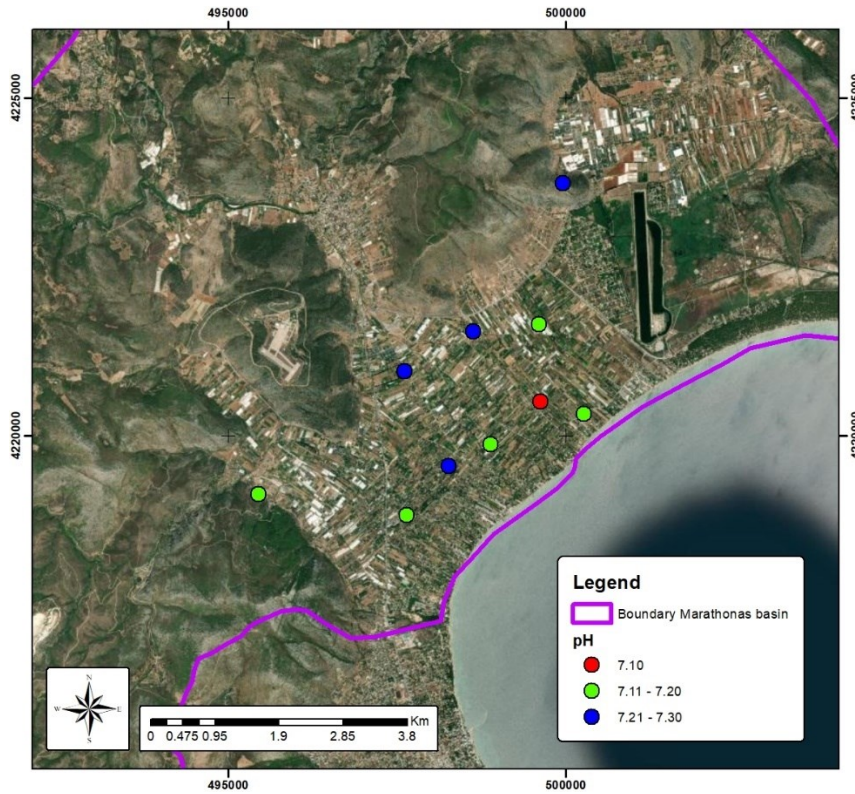 495000 500000
4225000 4225000
4220000 4220000
Legend
Boundary Marathonas basin
pH
7.10
7.11 - 7.20
7.21 - 7.30
N
W E
S
Km
0 0.475 0.95 1.9 2.85 3.8
495000 500000